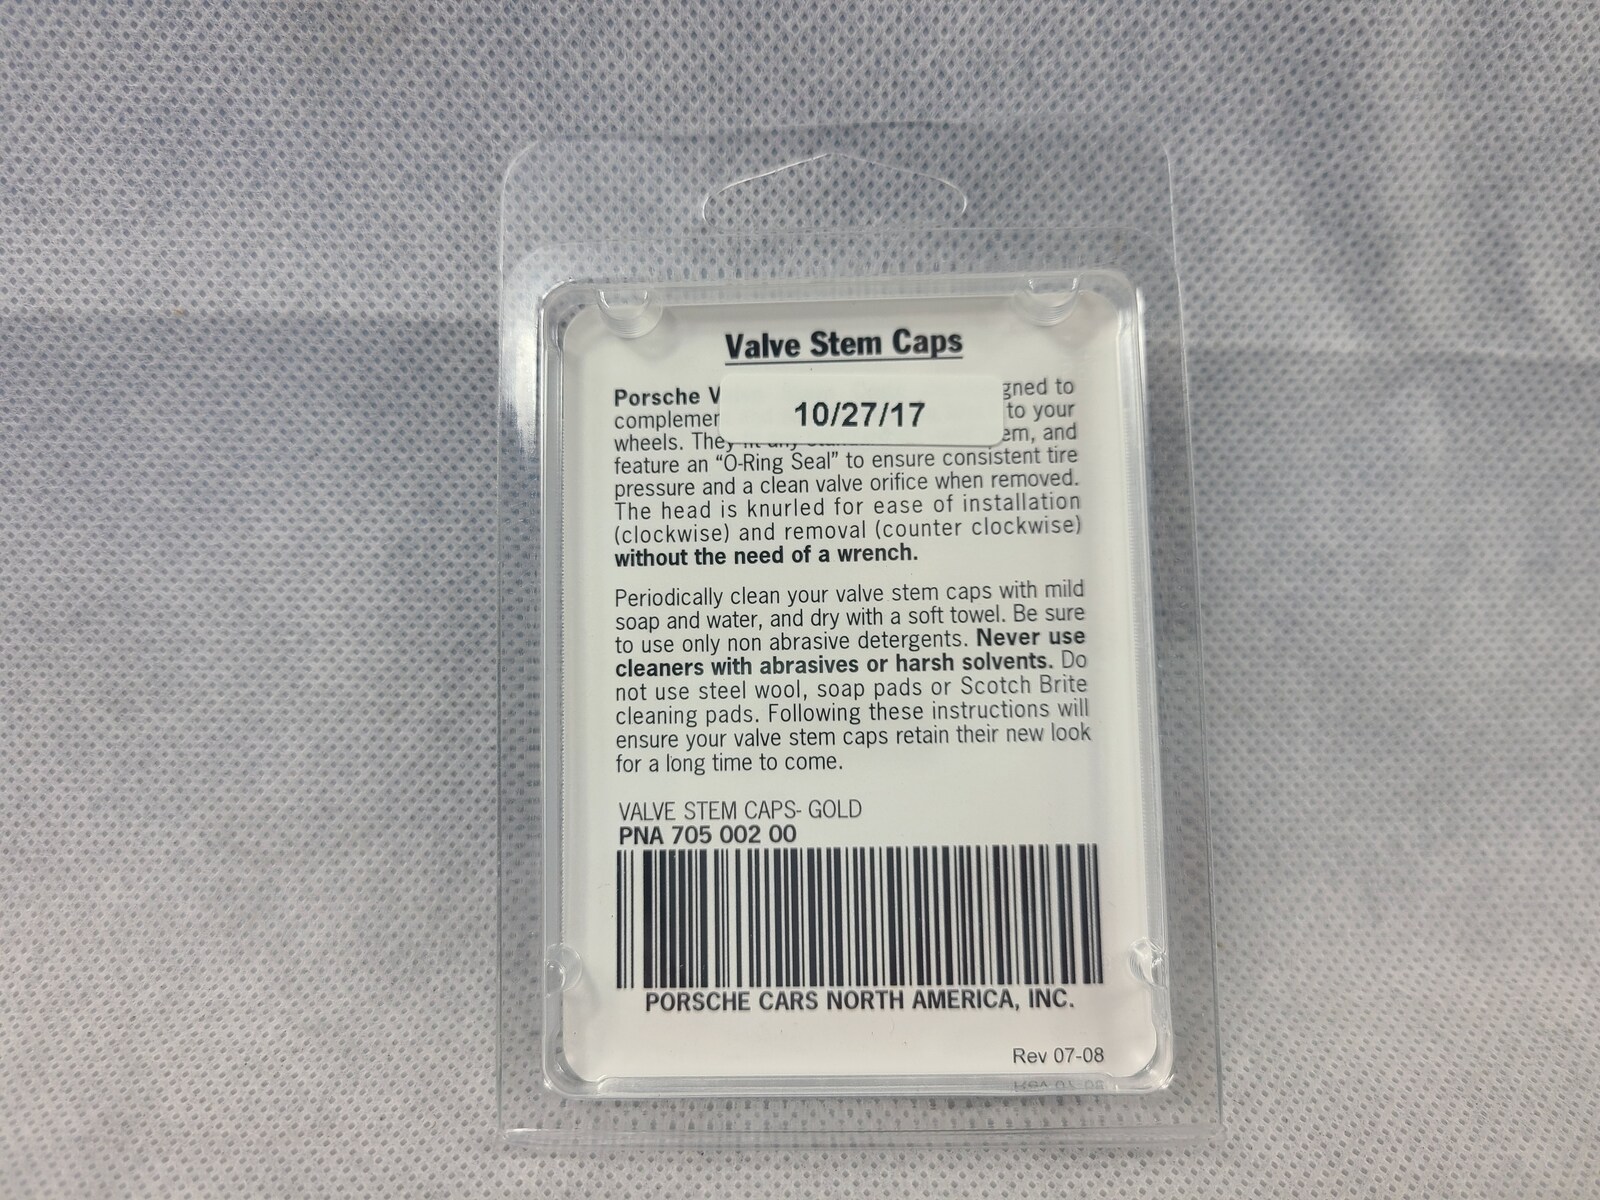 Valve Stem Caps
Porsche V gned to
complemen to your
10/27/17
wheels. They fit any em, and
feature an “O-Ring Seal” to ensure consistent tire
pressure and a clean valve orifice when removed.
The head is knurled for ease of installation
(clockwise) and removal (counter clockwise)
without the need of a wrench.
Periodically clean your valve stem caps with mild
soap and water, and dry with a soft towel. Be sure
to use only non abrasive detergents. Never use
cleaners with abrasives or harsh solvents. Do
not use steel wool, soap pads or Scotch Brite
cleaning pads. Following these instructions will
ensure your valve stem caps retain their new look
for a long time to come.
VALVE STEM CAPS- GOLD
PNA 705 002 00
PORSCHE CARS NORTH AMERICA, INC.
Rev 07-08